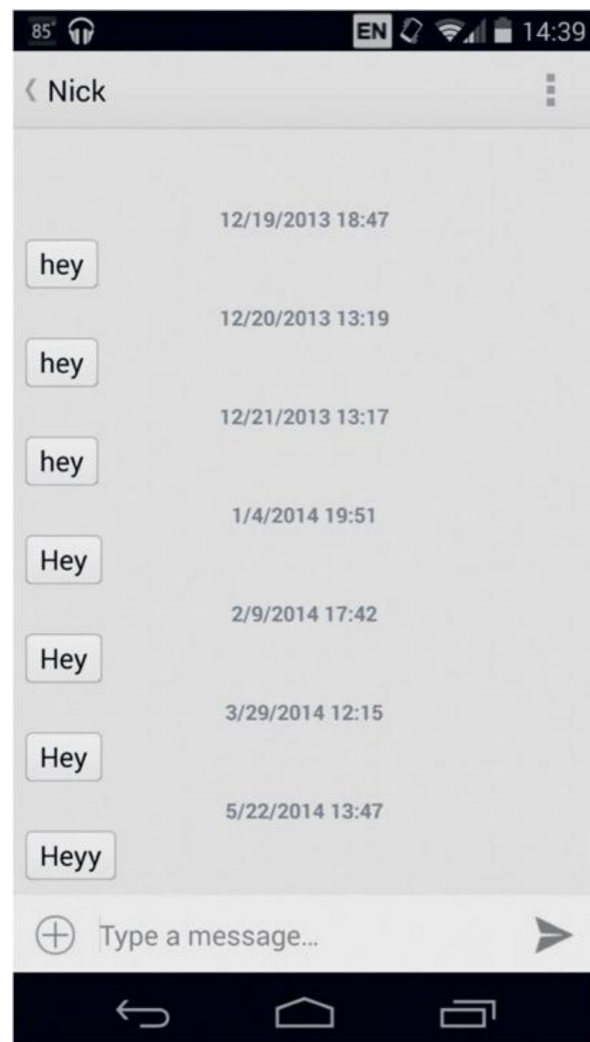 85° EN 14:39
Nick
12/19/2013 18:47
hey
12/20/2013 13:19
hey
12/21/2013 13:17
hey
1/4/2014 19:51
Hey
2/9/2014 17:42
Hey
3/29/2014 12:15
Hey
5/22/2014 13:47
Heyy
Type a message...